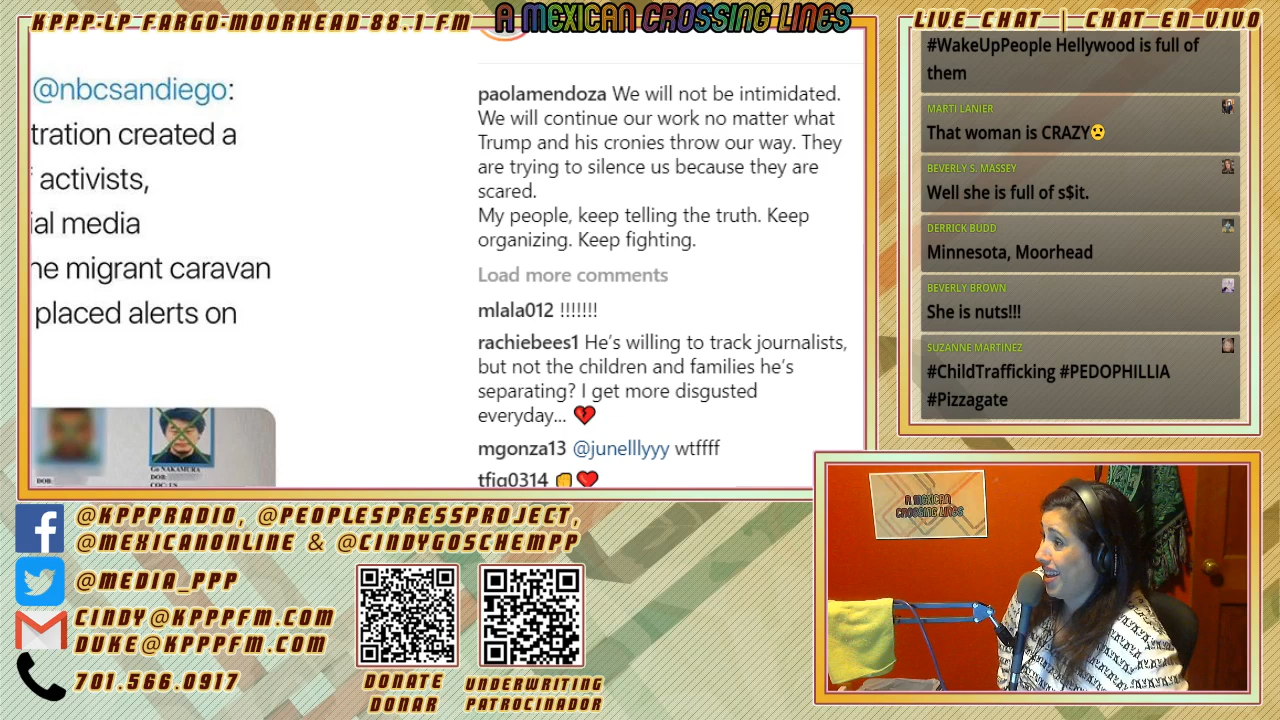 KPPP-LP FARGO-MOORHEAD 88.1 FM
A MEXICAN CROSSING LINES
LIVE CHAT | CHAT EN VIVO
@nbcsandiego:
tration created a
activists,
ial media
ne migrant caravan
placed alerts on
Go NAKAMURA
DOB:
DOB:
COC: US
paolamendoza We will not be intimidated.
We will continue our work no matter what
Trump and his cronies throw our way. They
are trying to silence us because they are
scared.
My people, keep telling the truth. Keep
organizing. Keep fighting.
Load more comments
mlala012 !!!!!!!
rachiebees1 He's willing to track journalists,
but not the children and families he's
separating? I get more disgusted
everyday... 💔
mgonza13 @junelllyyy wtffff
tfig0314 ✊❤️
#WakeUpPeople Hellywood is full of
them
MARTI LANIER
That woman is CRAZY😢
BEVERLY S. MASSEY
Well she is full of s$it.
DERRICK BUDD
Minnesota, Moorhead
BEVERLY BROWN
She is nuts!!!
SUZANNE MARTINEZ
#ChildTrafficking #PEDOPHILLIA
#Pizzagate
@KPPPRADIO, @PEOPLESPRESSPROJECT,
@MEXICANONLINE & @CINDYGOSCHEMPP
@MEDIA_PPP
CINDY@KPPPFM.COM
DUKE@KPPPFM.COM
701.566.0917
DONATE
DONAR
UNDERWRITING
PATROCINADOR
A MEXICAN
CROSSING LINES